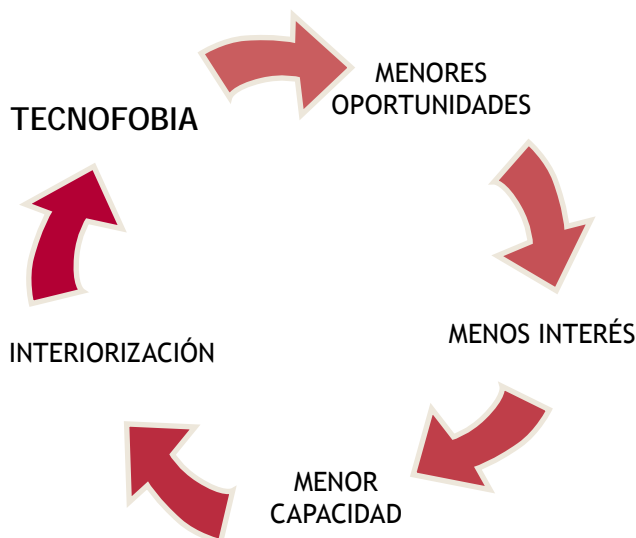 TECNOFOBIA
MENORES
OPORTUNIDADES
MENOS INTERÉS
MENOR
CAPACIDAD
INTERIORIZACIÓN